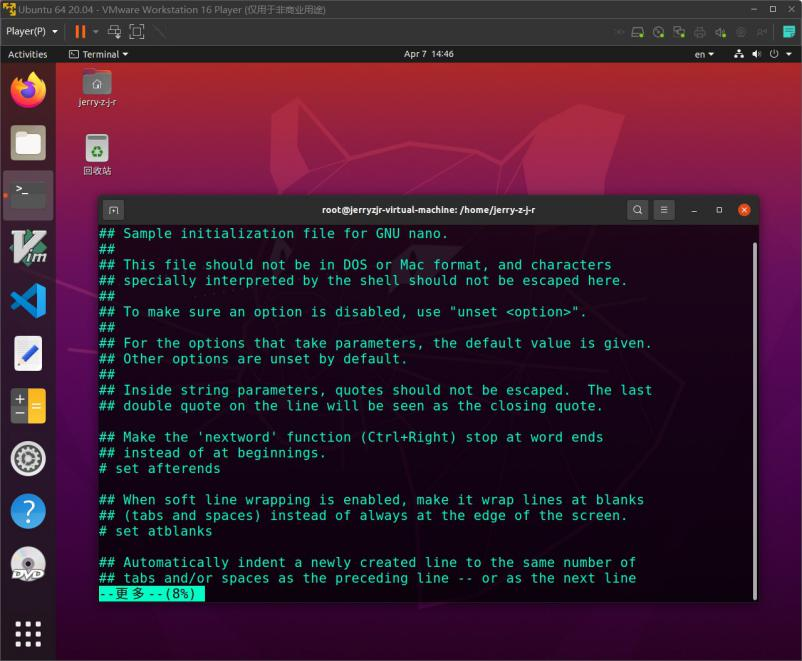 Ubuntu 64 20.04 - VMware Workstation 16 Player (仅用于非商业用途)
Player(P)
Activities
Terminal
Apr 7 14:46
en
jerry-z-j-r
回收站
root@jerryzjr-virtual-machine: /home/jerry-z-j-r
## Sample initialization file for GNU nano.
##
## This file should not be in DOS or Mac format, and characters
## specially interpreted by the shell should not be escaped here.
##
## To make sure an option is disabled, use "unset <option>".
##
## For the options that take parameters, the default value is given.
## Other options are unset by default.
##
## Inside string parameters, quotes should not be escaped.  The last
## double quote on the line will be seen as the closing quote.
## Make the 'nextword' function (Ctrl+Right) stop at word ends
## instead of at beginnings.
# set afterends
## When soft line wrapping is enabled, make it wrap lines at blanks
## (tabs and spaces) instead of always at the edge of the screen.
# set atblanks
## Automatically indent a newly created line to the same number of
## tabs and/or spaces as the preceding line -- or as the next line
--更多--(8%)
>_
Vim
DVD